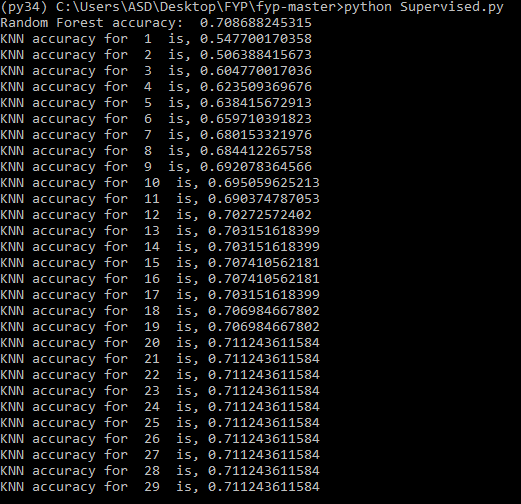 (py34) C:\Users\ASD\Desktop\FYP\fyp-master>python Supervised.py
Random Forest accuracy:  0.708688245315
KNN accuracy for  1  is, 0.547700170358
KNN accuracy for  2  is, 0.506388415673
KNN accuracy for  3  is, 0.604770017036
KNN accuracy for  4  is, 0.623509369676
KNN accuracy for  5  is, 0.638415672913
KNN accuracy for  6  is, 0.659710391823
KNN accuracy for  7  is, 0.680153321976
KNN accuracy for  8  is, 0.684412265758
KNN accuracy for  9  is, 0.692078364566
KNN accuracy for  10  is, 0.695059625213
KNN accuracy for  11  is, 0.690374787053
KNN accuracy for  12  is, 0.70272572402
KNN accuracy for  13  is, 0.703151618399
KNN accuracy for  14  is, 0.703151618399
KNN accuracy for  15  is, 0.707410562181
KNN accuracy for  16  is, 0.707410562181
KNN accuracy for  17  is, 0.703151618399
KNN accuracy for  18  is, 0.706984667802
KNN accuracy for  19  is, 0.706984667802
KNN accuracy for  20  is, 0.711243611584
KNN accuracy for  21  is, 0.711243611584
KNN accuracy for  22  is, 0.711243611584
KNN accuracy for  23  is, 0.711243611584
KNN accuracy for  24  is, 0.711243611584
KNN accuracy for  25  is, 0.711243611584
KNN accuracy for  26  is, 0.711243611584
KNN accuracy for  27  is, 0.711243611584
KNN accuracy for  28  is, 0.711243611584
KNN accuracy for  29  is, 0.711243611584